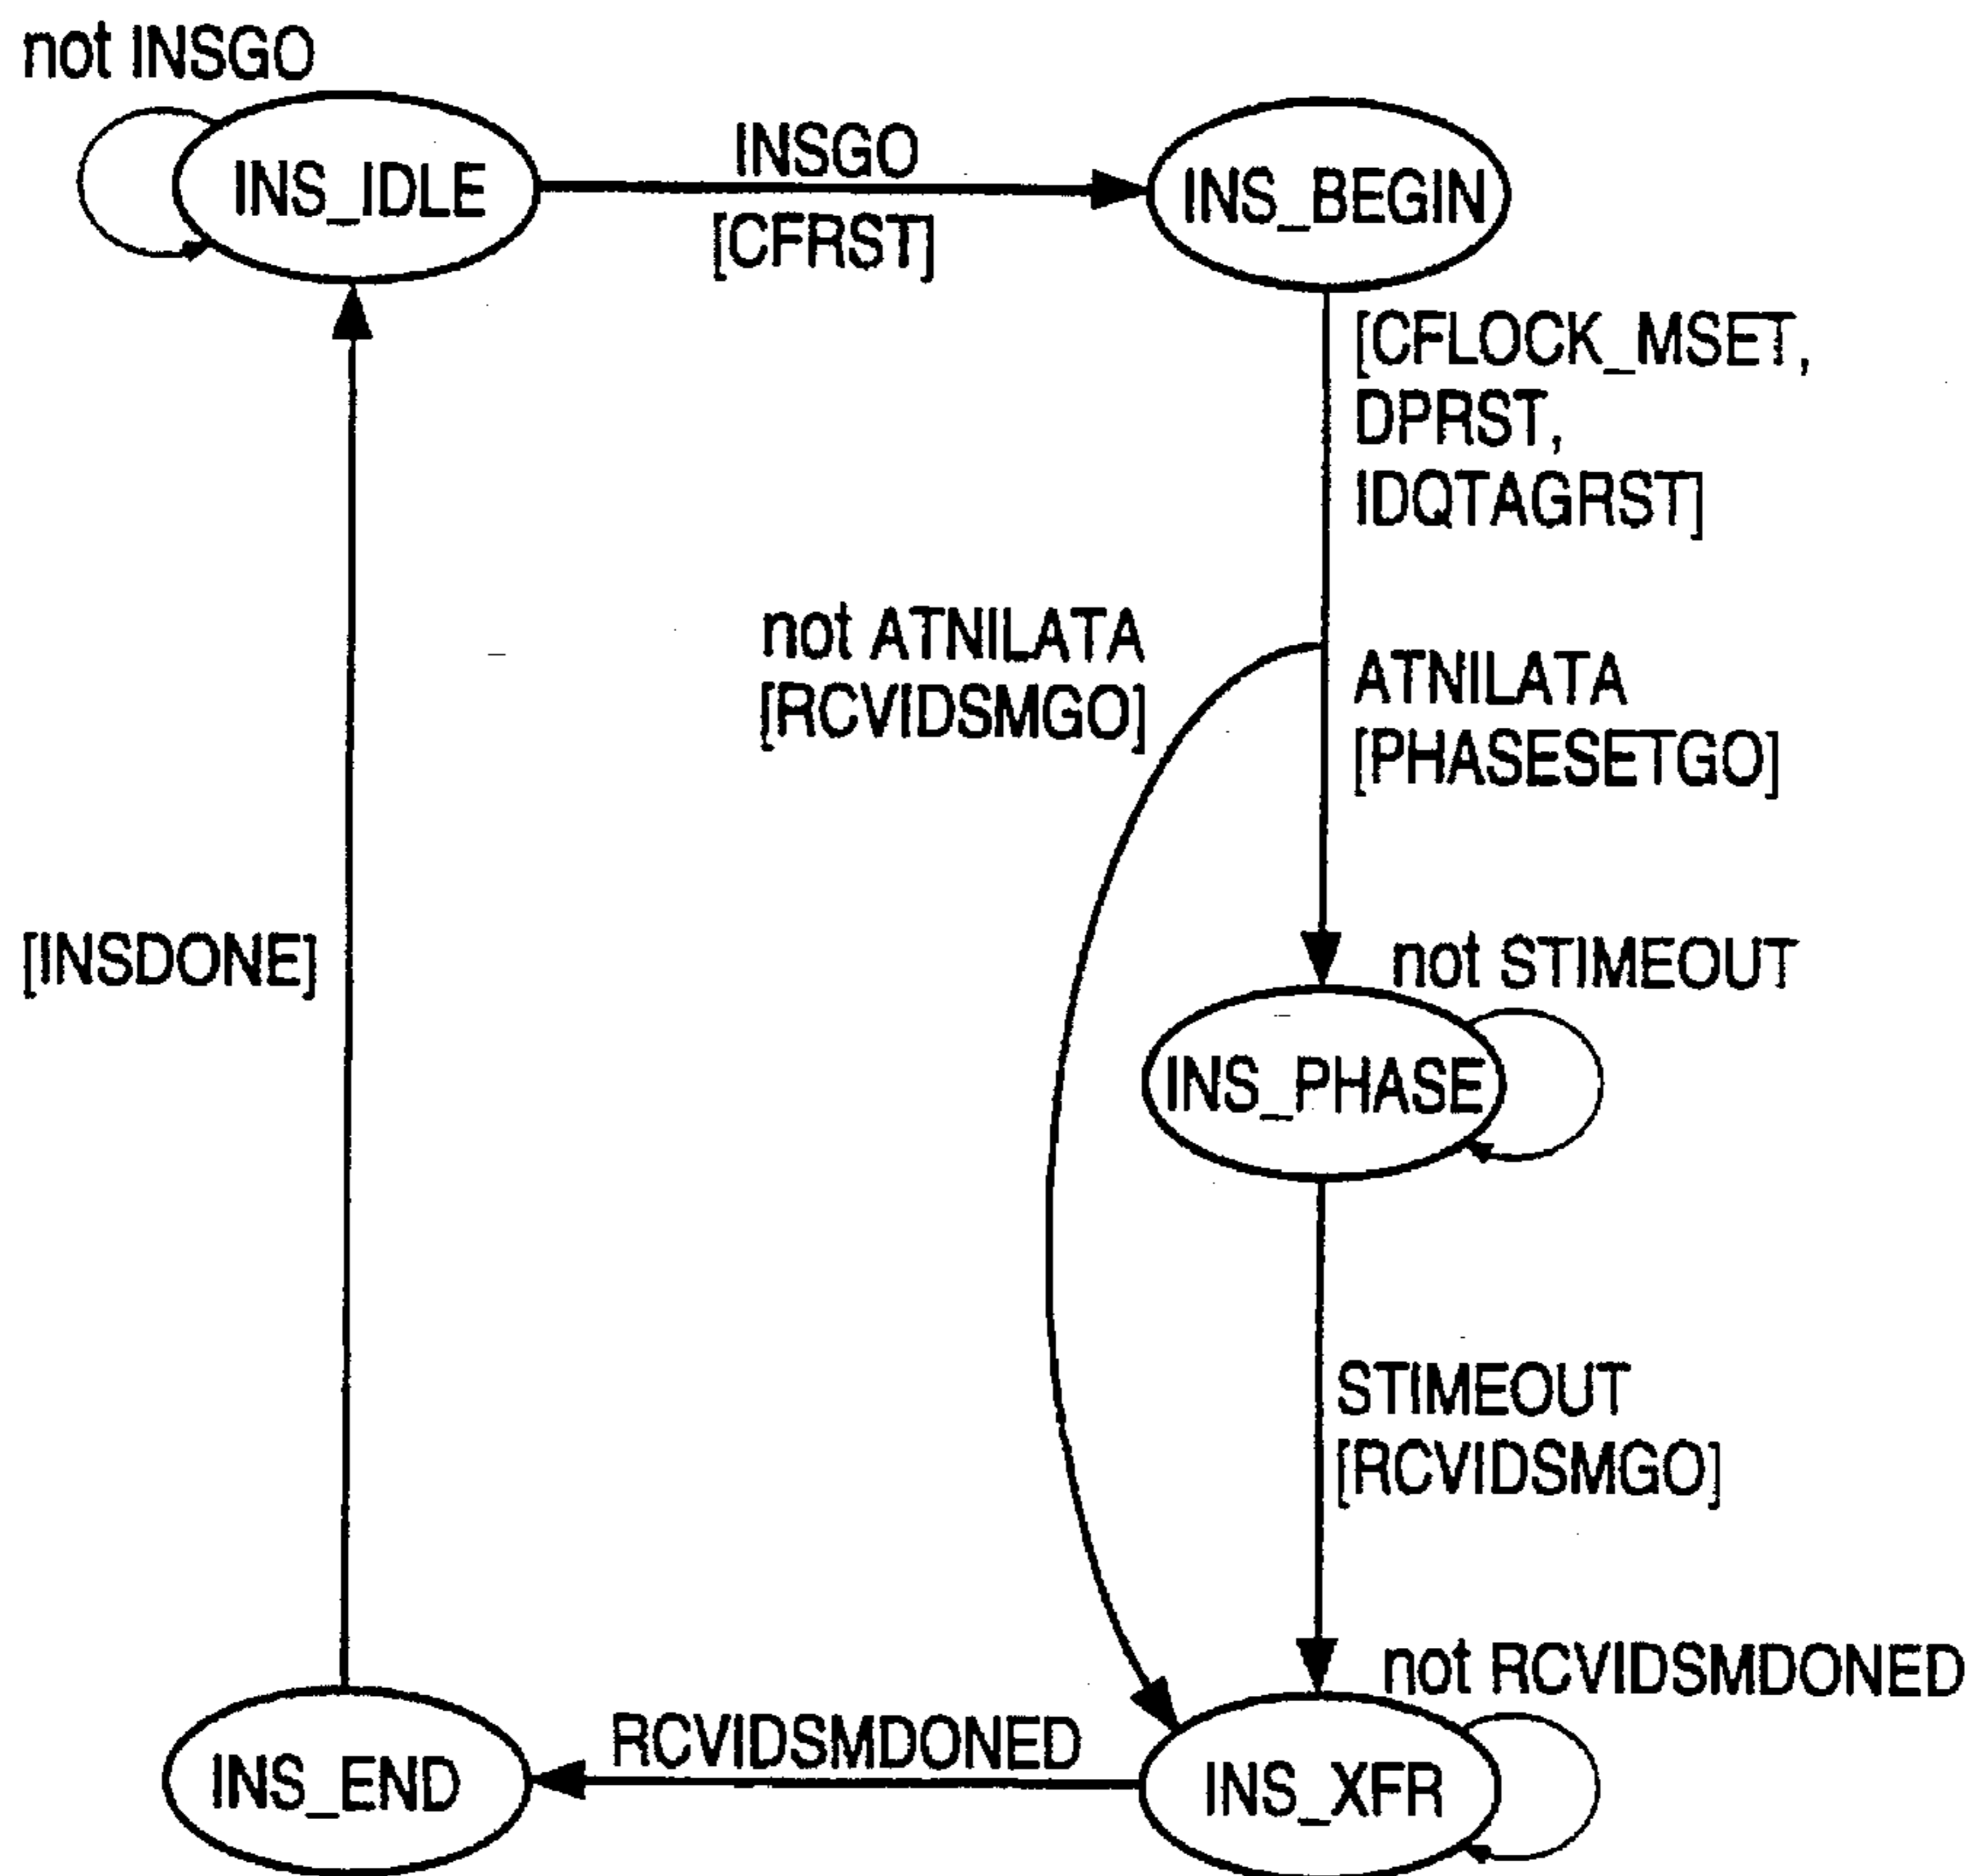 not INSGO
INS_IDLE
INSGO
[CFRST]
INS_BEGIN
[CFLOCK_MSET,
DPRST,
IDQTAGRST]
not ATNILATA
[RCVIDSMGO]
ATNILATA
[PHASESETGO]
[INSDONE]
not STIMEOUT
INS_PHASE
STIMEOUT
[RCVIDSMGO]
not RCVIDSMDONED
RCVIDSMDONED
INS_END
INS_XFR